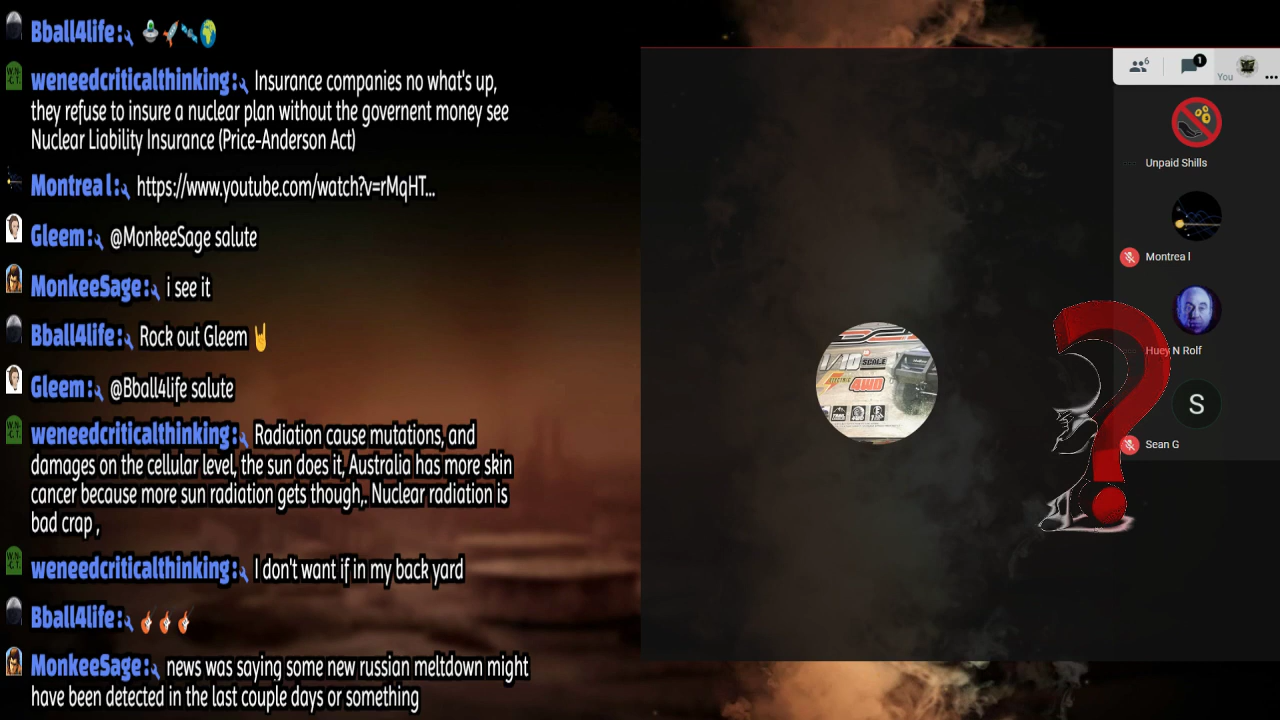 Bball4life: 🛸🚀🛰🌍
weneedcriticalthinking: Insurance companies no what's up,
they refuse to insure a nuclear plan without the governent money see
Nuclear Liability Insurance (Price-Anderson Act)
Montrea l: https://www.youtube.com/watch?v=rMqHT...
Gleem: @MonkeeSage salute
MonkeeSage: i see it
Bball4life: Rock out Gleem 🤘
Gleem: @Bball4life salute
weneedcriticalthinking: Radiation cause mutations, and
damages on the cellular level, the sun does it, Australia has more skin
cancer because more sun radiation gets though,. Nuclear radiation is
bad crap ,
weneedcriticalthinking: I don't want if in my back yard
Bball4life: 🎻🎻🎻
MonkeeSage: news was saying some new russian meltdown might
have been detected in the last couple days or something
6
1
You
Unpaid Shills
Montrea l
Huey N Rolf
S
Sean G
1/10 SCALE
ELECTRIC 4WD
?